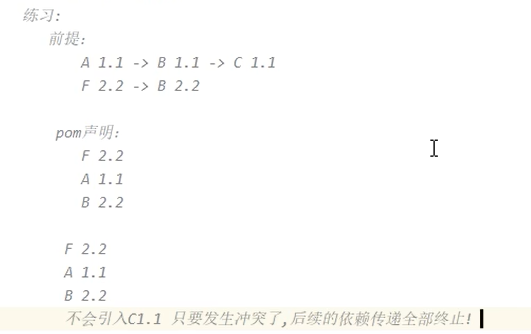 练习:
前提:
A 1.1 -> B 1.1 -> C 1.1
F 2.2 -> B 2.2
pom声明:
F 2.2
A 1.1
B 2.2
F 2.2
A 1.1
B 2.2
不会引入C1.1 只要发生冲突了,后续的依赖传递全部终止!